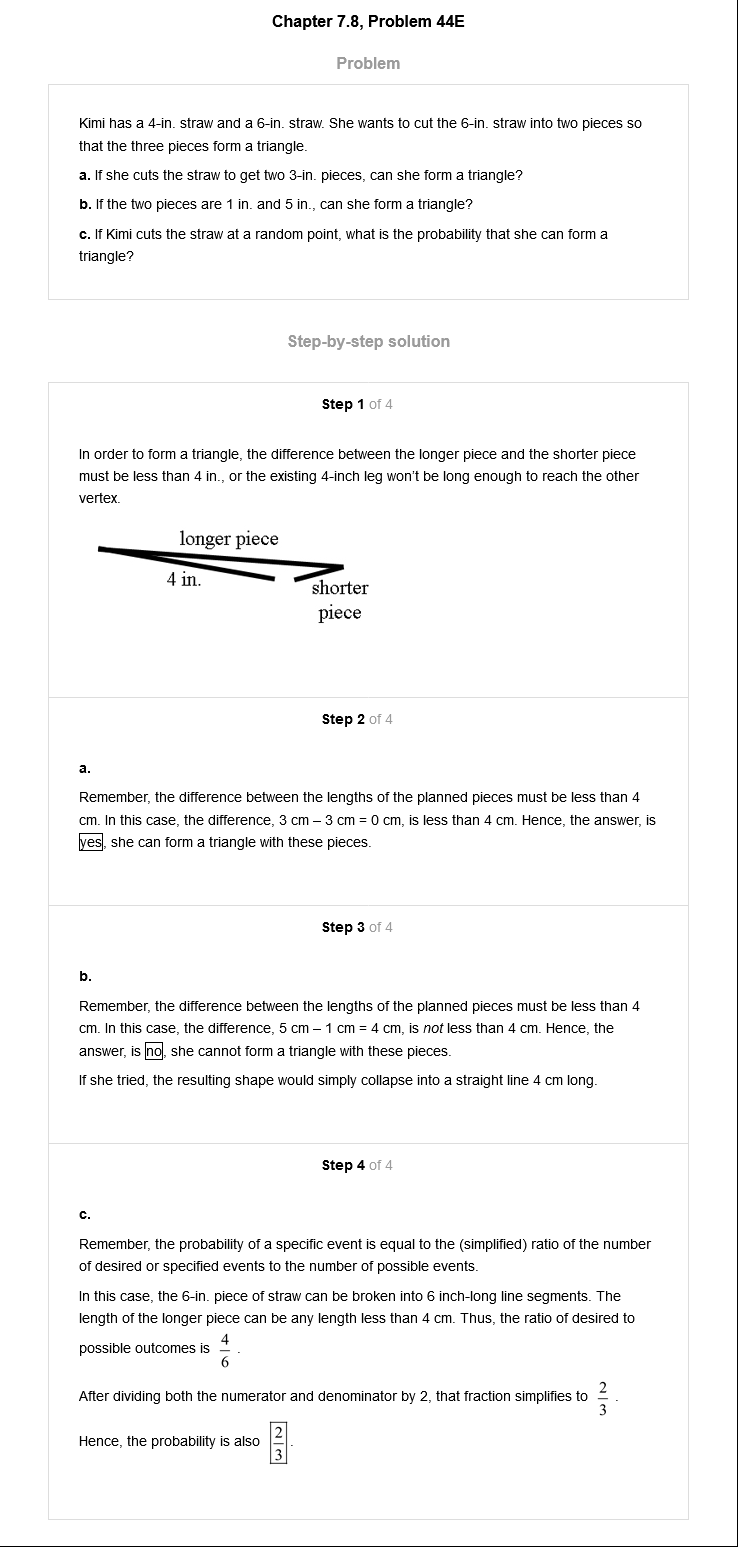 Chapter 7.8, Problem 44E
Problem
Kimi has a 4-in. straw and a 6-in. straw. She wants to cut the 6-in. straw into two pieces so
that the three pieces form a triangle.
a. If she cuts the straw to get two 3-in. pieces, can she form a triangle?
b. If the two pieces are 1 in. and 5 in., can she form a triangle?
c. If Kimi cuts the straw at a random point, what is the probability that she can form a
triangle?
Step-by-step solution
Step 1 of 4
In order to form a triangle, the difference between the longer piece and the shorter piece
must be less than 4 in., or the existing 4-inch leg won't be long enough to reach the other
vertex.
longer piece
4 in.
shorter
piece
Step 2 of 4
a.
Remember, the difference between the lengths of the planned pieces must be less than 4
cm. In this case, the difference, 3 cm – 3 cm = 0 cm, is less than 4 cm. Hence, the answer, is
yes, she can form a triangle with these pieces.
Step 3 of 4
b.
Remember, the difference between the lengths of the planned pieces must be less than 4
cm. In this case, the difference, 5 cm – 1 cm = 4 cm, is not less than 4 cm. Hence, the
answer, is no, she cannot form a triangle with these pieces.
If she tried, the resulting shape would simply collapse into a straight line 4 cm long.
Step 4 of 4
c.
Remember, the probability of a specific event is equal to the (simplified) ratio of the number
of desired or specified events to the number of possible events.
In this case, the 6-in. piece of straw can be broken into 6 inch-long line segments. The
length of the longer piece can be any length less than 4 cm. Thus, the ratio of desired to
possible outcomes is 4/6 .
After dividing both the numerator and denominator by 2, that fraction simplifies to 2/3 .
Hence, the probability is also 2/3 .